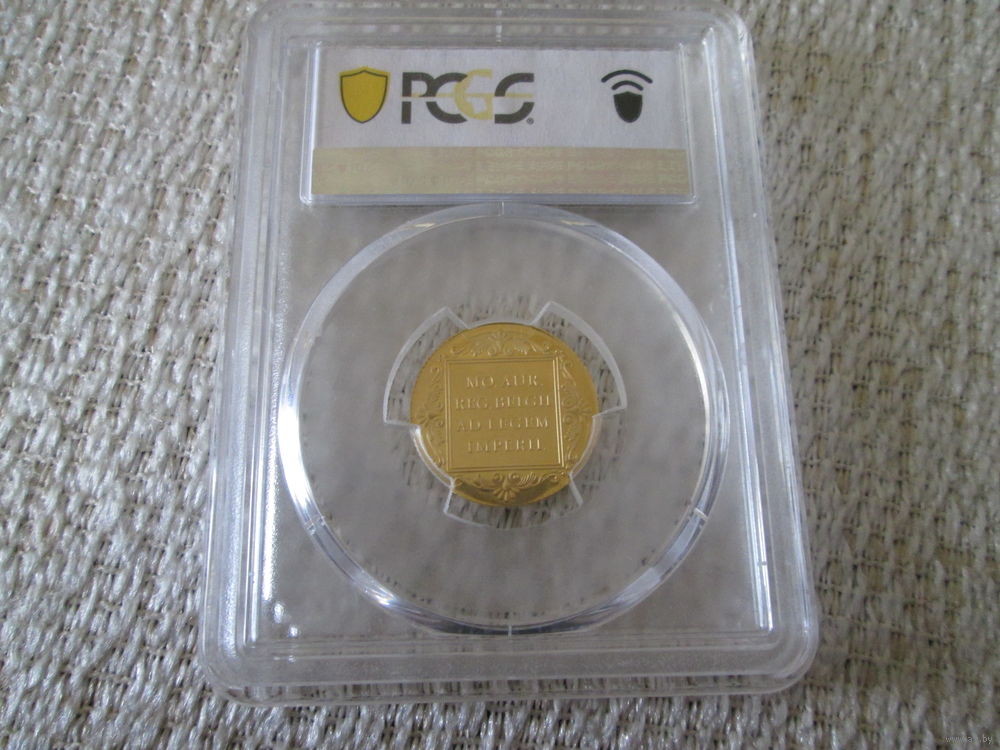 PCGS®
MO. AUR.
REG. BELGII
AD LEGEM
IMPERII